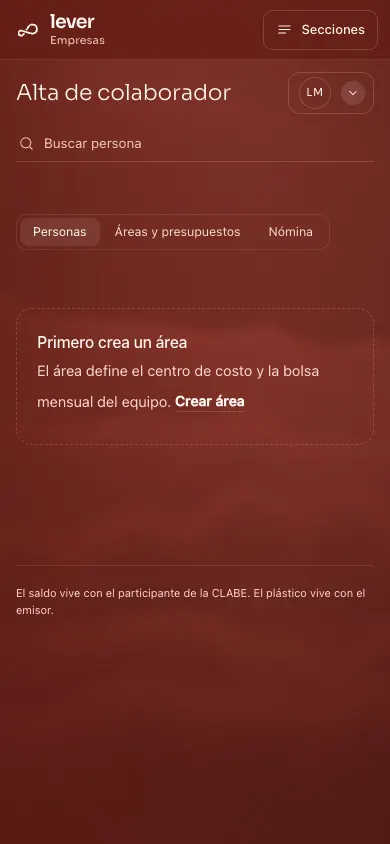 lever
Empresas
Secciones
Alta de colaborador
LM
Buscar persona
Personas
Áreas y presupuestos
Nómina
Primero crea un área
El área define el centro de costo y la bolsa
mensual del equipo. Crear área
El saldo vive con el participante de la CLABE. El plástico vive con el
emisor.